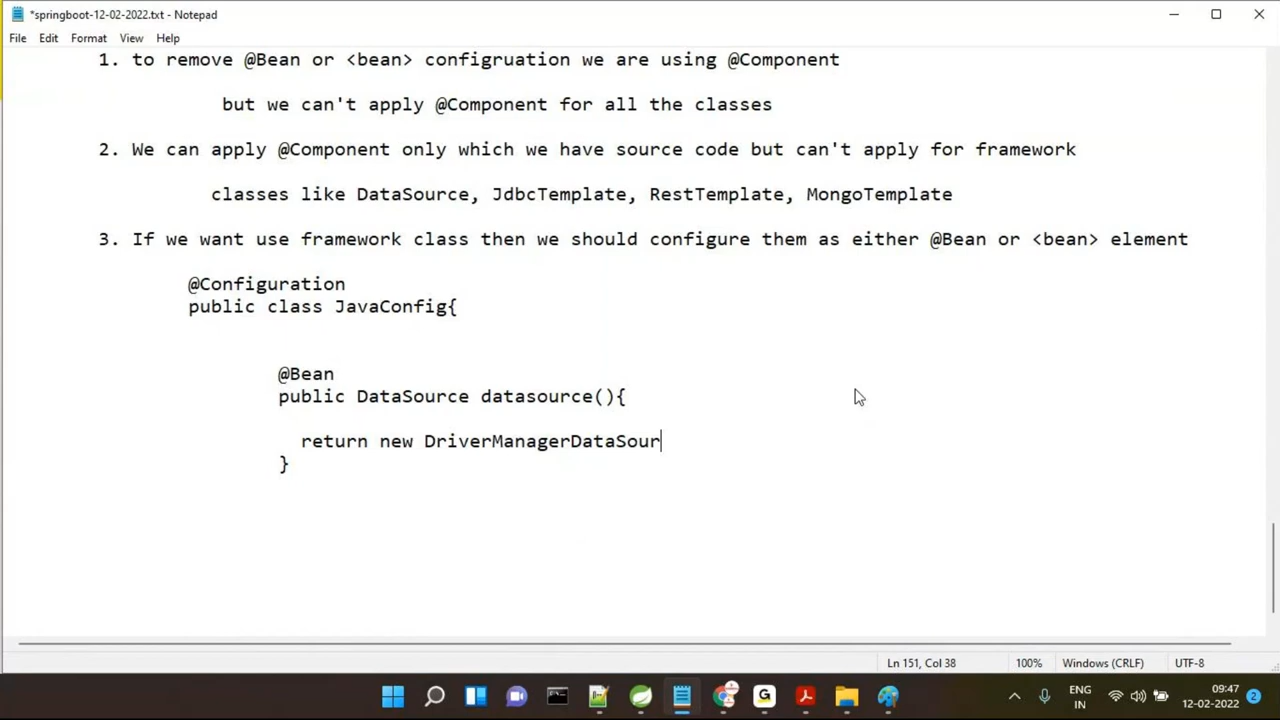 *springboot-12-02-2022.txt - Notepad
File Edit Format View Help
1. to remove @Bean or <bean> configruation we are using @Component
but we can't apply @Component for all the classes
2. We can apply @Component only which we have source code but can't apply for framework
classes like DataSource, JdbcTemplate, RestTemplate, MongoTemplate
3. If we want use framework class then we should configure them as either @Bean or <bean> element
@Configuration
public class JavaConfig{
@Bean
public DataSource datasource(){
return new DriverManagerDataSour
}
Ln 151, Col 38 100% Windows (CRLF) UTF-8
G
ENG
IN
09:47
12-02-2022
2